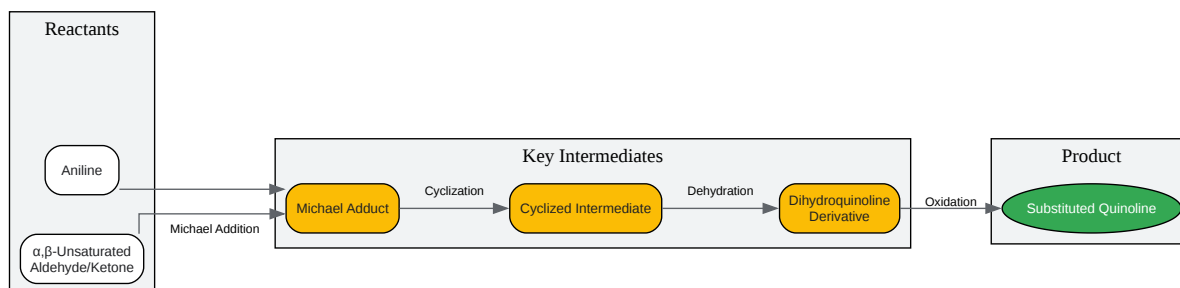 Reactants
Aniline
α,β-Unsaturated
Aldehyde/Ketone
Michael Addition
Key Intermediates
Michael Adduct
Cyclization
Cyclized Intermediate
Dehydration
Dihydroquinoline
Derivative
Oxidation
Product
Substituted Quinoline